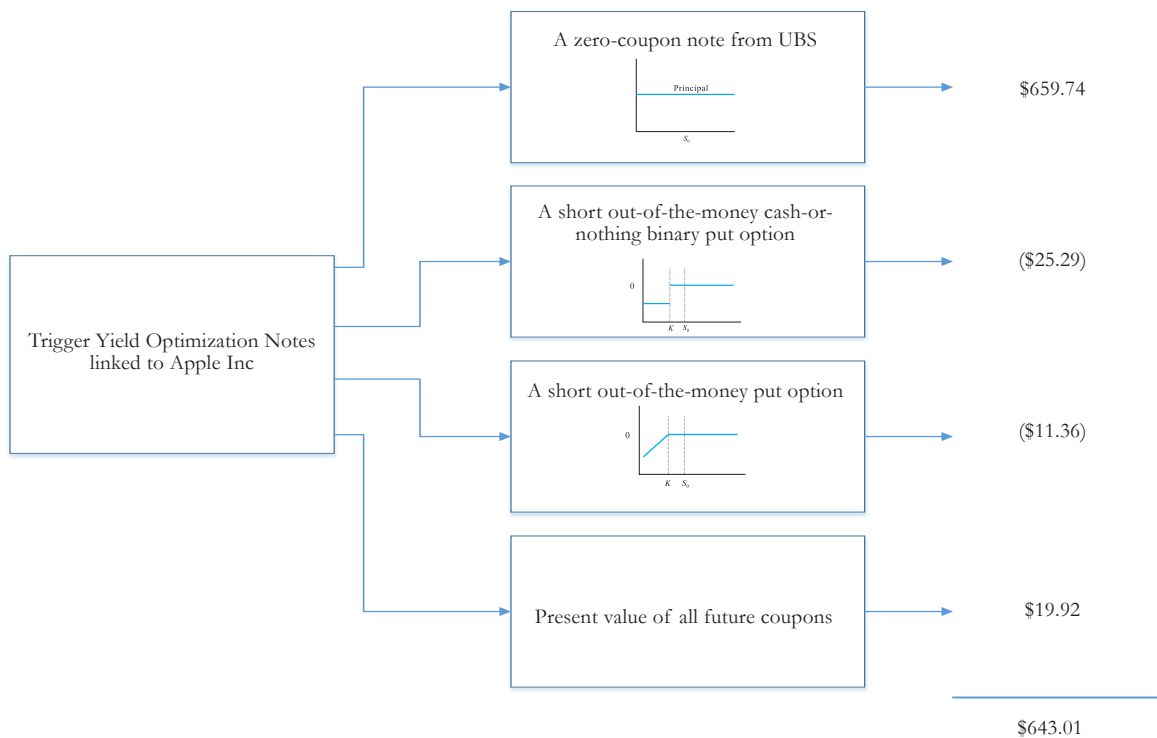 A zero-coupon note from UBS
Principal
S₀
$659.74
A short out-of-the-money cash-or-
nothing binary put option
0
K S₀
($25.29)
Trigger Yield Optimization Notes
linked to Apple Inc
A short out-of-the-money put option
0
K S₀
($11.36)
Present value of all future coupons
$19.92
$643.01